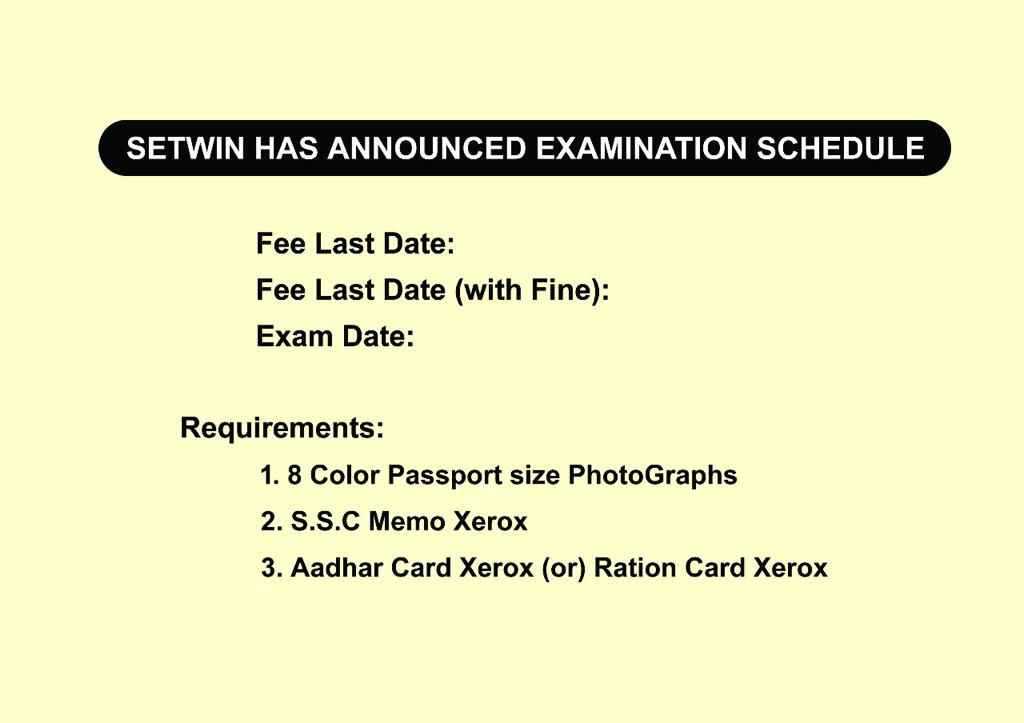 SETWIN HAS ANNOUNCED EXAMINATION SCHEDULE
Fee Last Date:
Fee Last Date (with Fine):
Exam Date:
Requirements:
1. 8 Color Passport size PhotoGraphs
2. S.S.C Memo Xerox
3. Aadhar Card Xerox (or) Ration Card Xerox